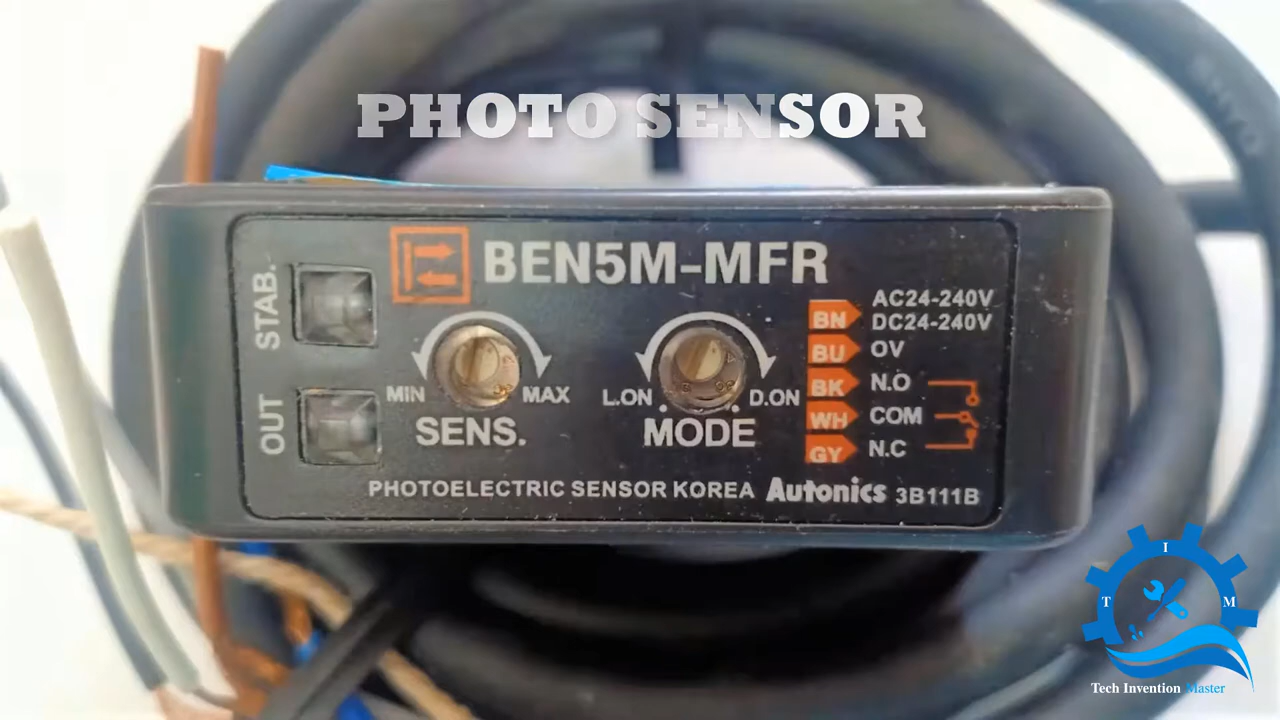 PHOTO SENSOR
STAB.
OUT
BEN5M-MFR
MIN
MAX
SENS.
L.ON
D.ON
MODE
BN
AC24-240V
DC24-240V
BU OV
BK N.O
WH COM
GY N.C
PHOTOELECTRIC SENSOR KOREA Autonics 3B111B
T I M
Tech Invention Master